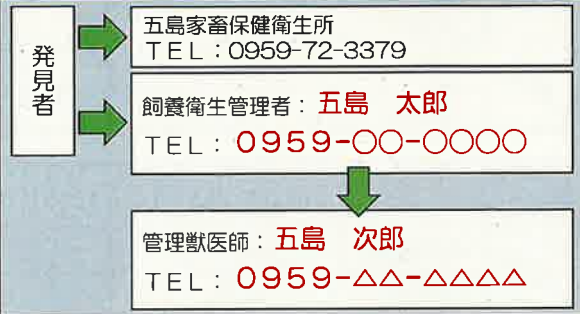 発見者
五島家畜保健衛生所
TEL：0959-72-3379
飼養衛生管理者：五島　太郎
TEL：0959-○○-○○○○
管理獣医師：五島　次郎
TEL：0959-△△-△△△△